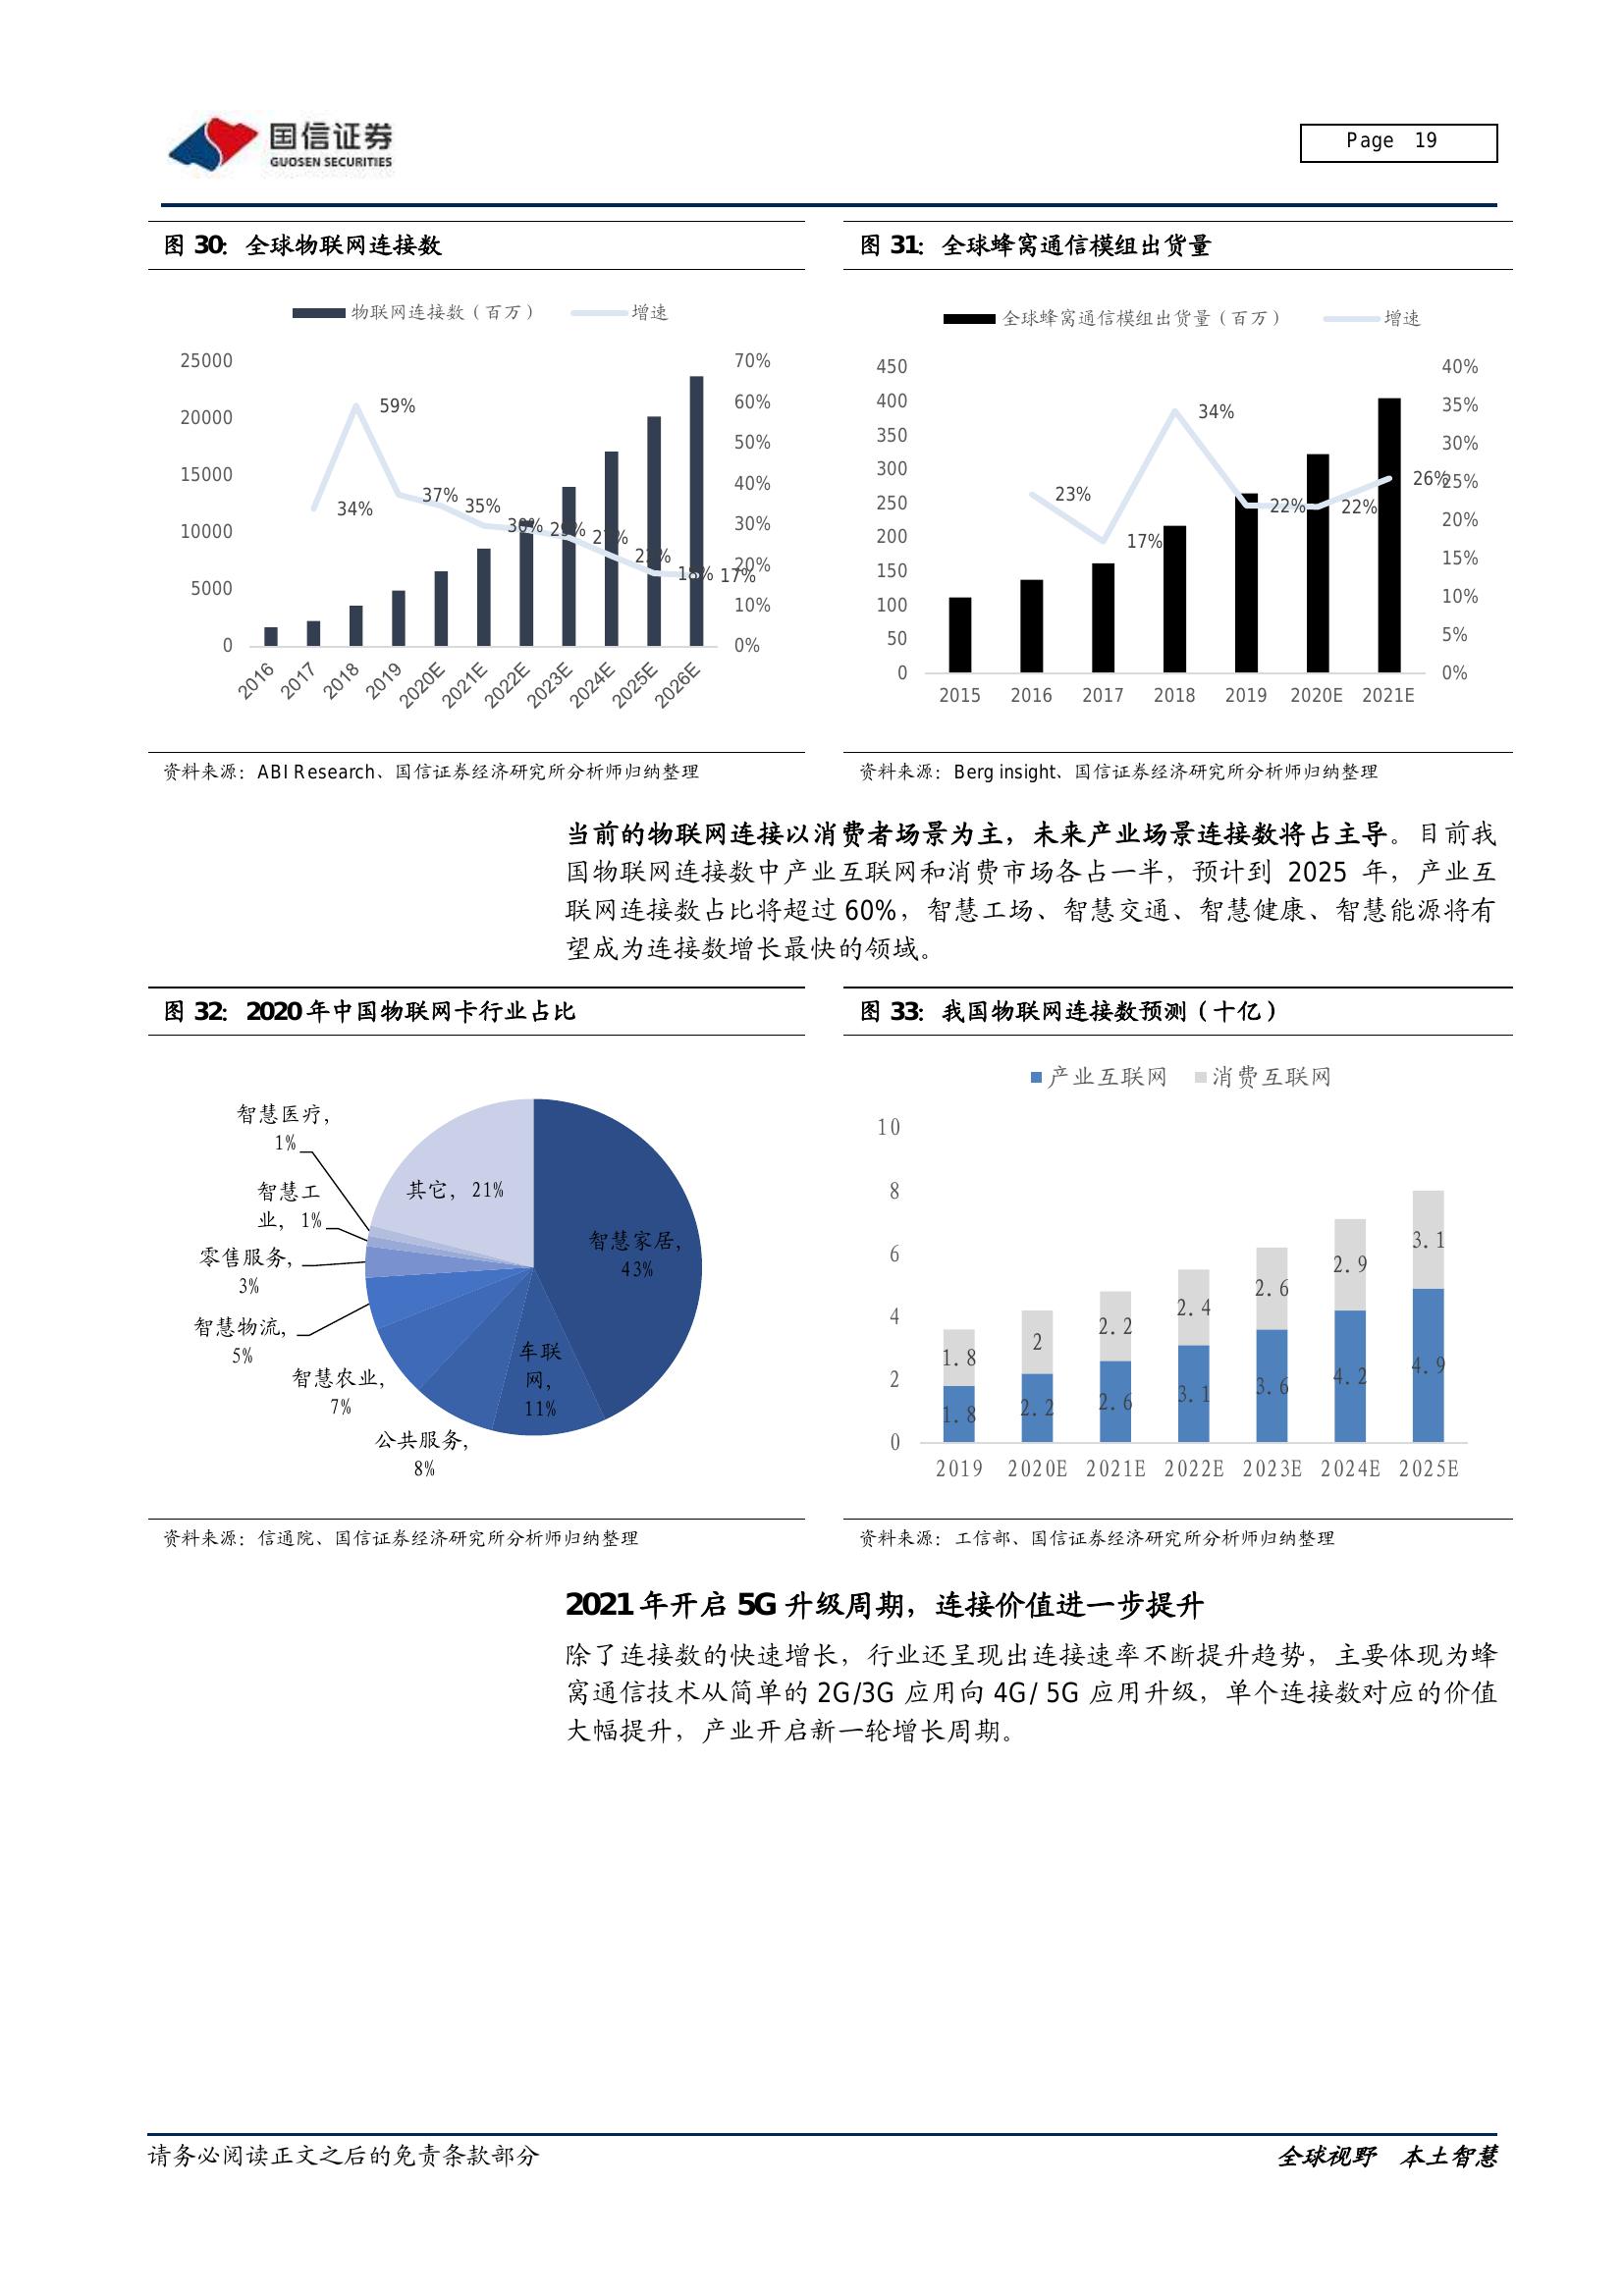 国信证券
GUOSEN SECURITIES
Page 19
图 30：全球物联网连接数
物联网连接数（百万） 增速
25000
20000
15000
10000
5000
0
70%
60%
50%
40%
30%
20%
10%
0%
34%
59%
37%
35%
30%
29%
27%
22%
18%
17%
2016 2017 2018 2019 2020E 2021E 2022E 2023E 2024E 2025E 2026E
资料来源：ABI Research、国信证券经济研究所分析师归纳整理
图 31：全球蜂窝通信模组出货量
全球蜂窝通信模组出货量（百万） 增速
450
400
350
300
250
200
150
100
50
0
40%
35%
30%
25%
20%
15%
10%
5%
0%
23%
17%
34%
22%
22%
26%
2015 2016 2017 2018 2019 2020E 2021E
资料来源：Berg insight、国信证券经济研究所分析师归纳整理
当前的物联网连接以消费者场景为主，未来产业场景连接数将占主导。目前我
国物联网连接数中产业互联网和消费市场各占一半，预计到 2025 年，产业互
联网连接数占比将超过 60%，智慧工场、智慧交通、智慧健康、智慧能源将有
望成为连接数增长最快的领域。
图 32：2020 年中国物联网卡行业占比
智慧医疗，
1%
智慧工
业，1%
零售服务，
3%
智慧物流，
5%
智慧农业，
7%
公共服务，
8%
车联
网，
11%
智慧家居，
43%
其它，21%
资料来源：信通院、国信证券经济研究所分析师归纳整理
图 33：我国物联网连接数预测（十亿）
产业互联网 消费互联网
10
8
6
4
2
0
1.8 2 2.2 2.4 2.6 2.9 3.1
1.8 2.2 2.6 3.1 3.6 4.2 4.9
2019 2020E 2021E 2022E 2023E 2024E 2025E
资料来源：工信部、国信证券经济研究所分析师归纳整理
2021 年开启 5G 升级周期，连接价值进一步提升
除了连接数的快速增长，行业还呈现出连接速率不断提升趋势，主要体现为蜂
窝通信技术从简单的 2G/3G 应用向 4G/ 5G 应用升级，单个连接数对应的价值
大幅提升，产业开启新一轮增长周期。
请务必阅读正文之后的免责条款部分
全球视野 本土智慧